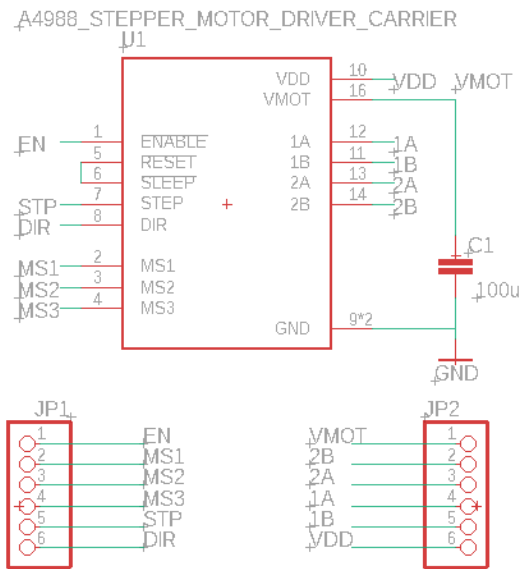 A4988_STEPPER_MOTOR_DRIVER_CARRIER
U1
VDD 10 VDD VMOT
VMOT 16
EN 1 ENABLE 1A 12 1A
5 RESET 1B 11 1B
6 SLEEP 2A 13 2A
STP 7 STEP 2B 14 2B
DIR 8 DIR
C1
MS1 2 MS1
MS2 3 MS2 100u
MS3 4 MS3
GND 9*2
GND
JP1 JP2
1 EN VMOT 1
2 MS1 2B 2
3 MS2 2A 3
4 MS3 1A 4
5 STP 1B 5
6 DIR VDD 6